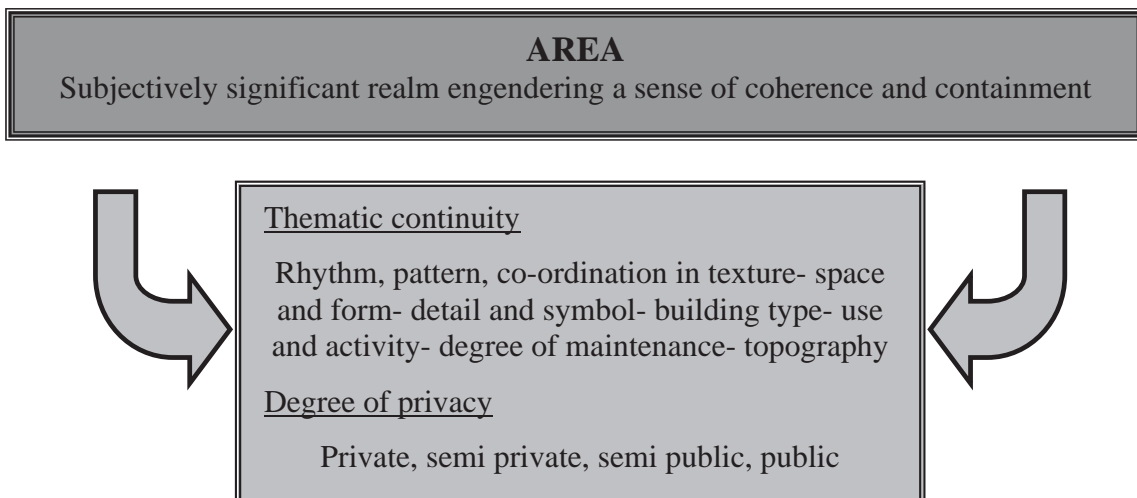 AREA
Subjectively significant realm engendering a sense of coherence and containment
Thematic continuity
Rhythm, pattern, co-ordination in texture- space
and form- detail and symbol- building type- use
and activity- degree of maintenance- topography
Degree of privacy
Private, semi private, semi public, public